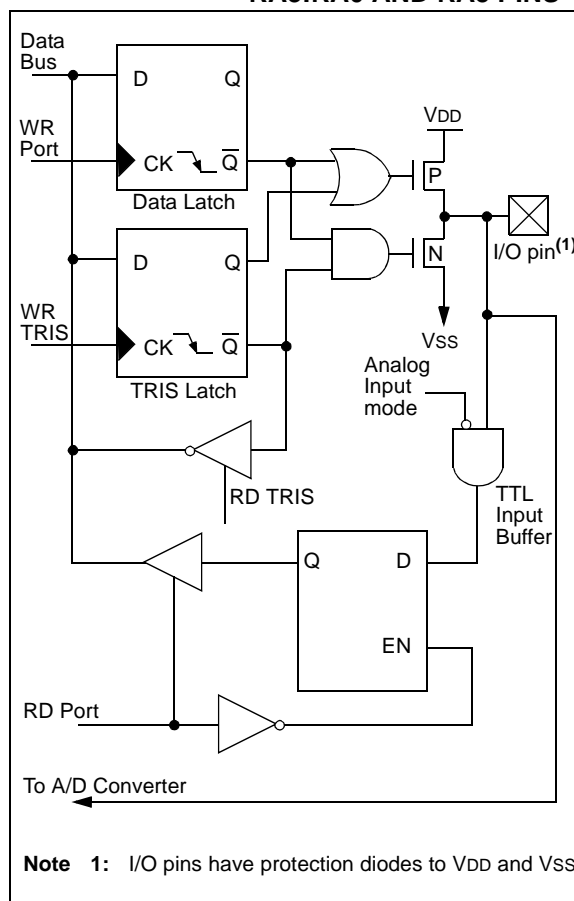 RA3:RA0 AND RA5 PINS
Data
Bus
D Q
VDD
WR
Port
CK Q
P
Data Latch
N
I/O pin(1)
D Q
WR
TRIS
CK Q
VSS
TRIS Latch
Analog
Input
mode
RD TRIS
TTL
Input
Buffer
Q D
EN
RD Port
To A/D Converter
Note 1: I/O pins have protection diodes to VDD and VSS